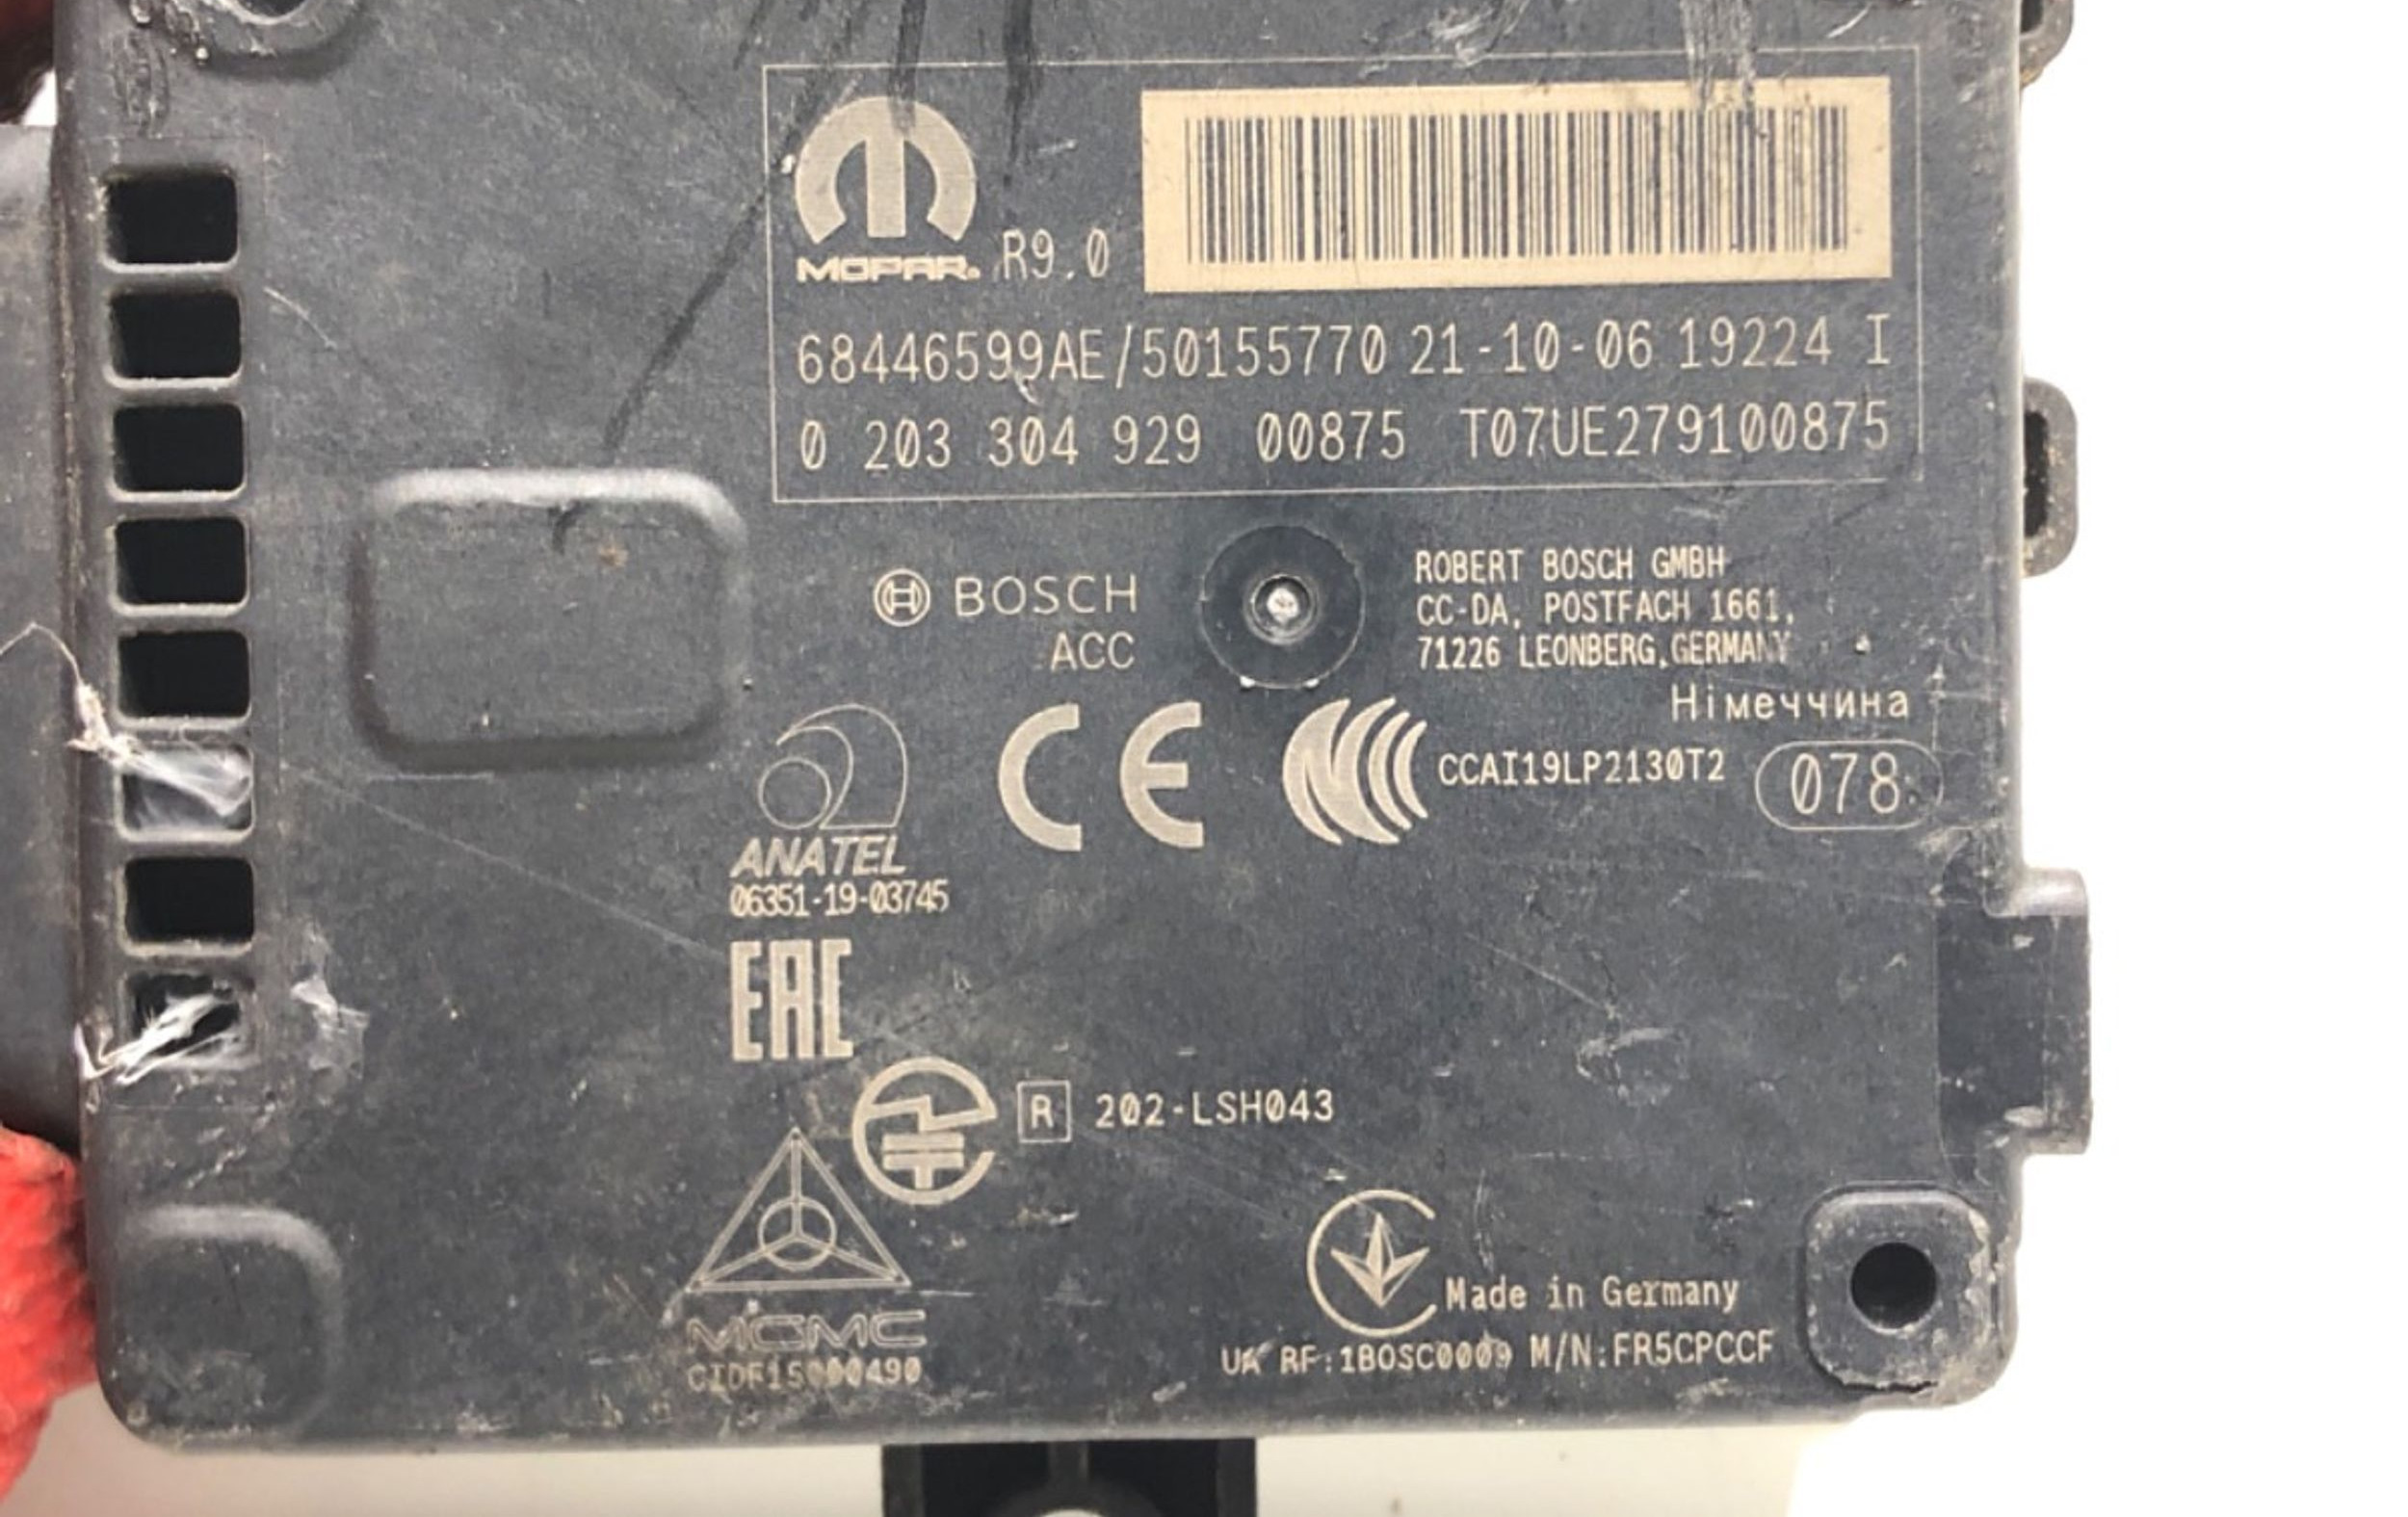 MOPAR. R9.0
68446599AE/50155770 21-10-06 19224 I
0 203 304 929 00875 T07UE279100875
BOSCH
ACC
ROBERT BOSCH GMBH
CC-DA, POSTFACH 1661,
71226 LEONBERG,GERMANY
Німеччина
CE
CCAI19LP2130T2
078
ANATEL
06351-19-03745
EAC
R 202-LSH043
MCMC
CIDF15000490
Made in Germany
UA RF:1BOSC0009 M/N:FR5CPCCF